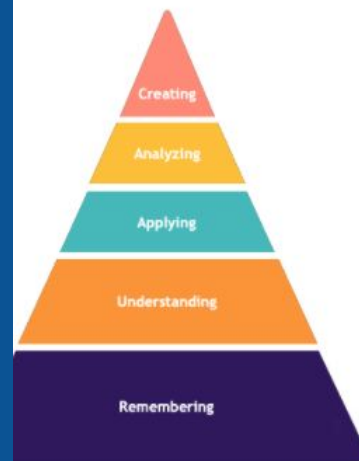 Creating
Analyzing
Applying
Understanding
Remembering